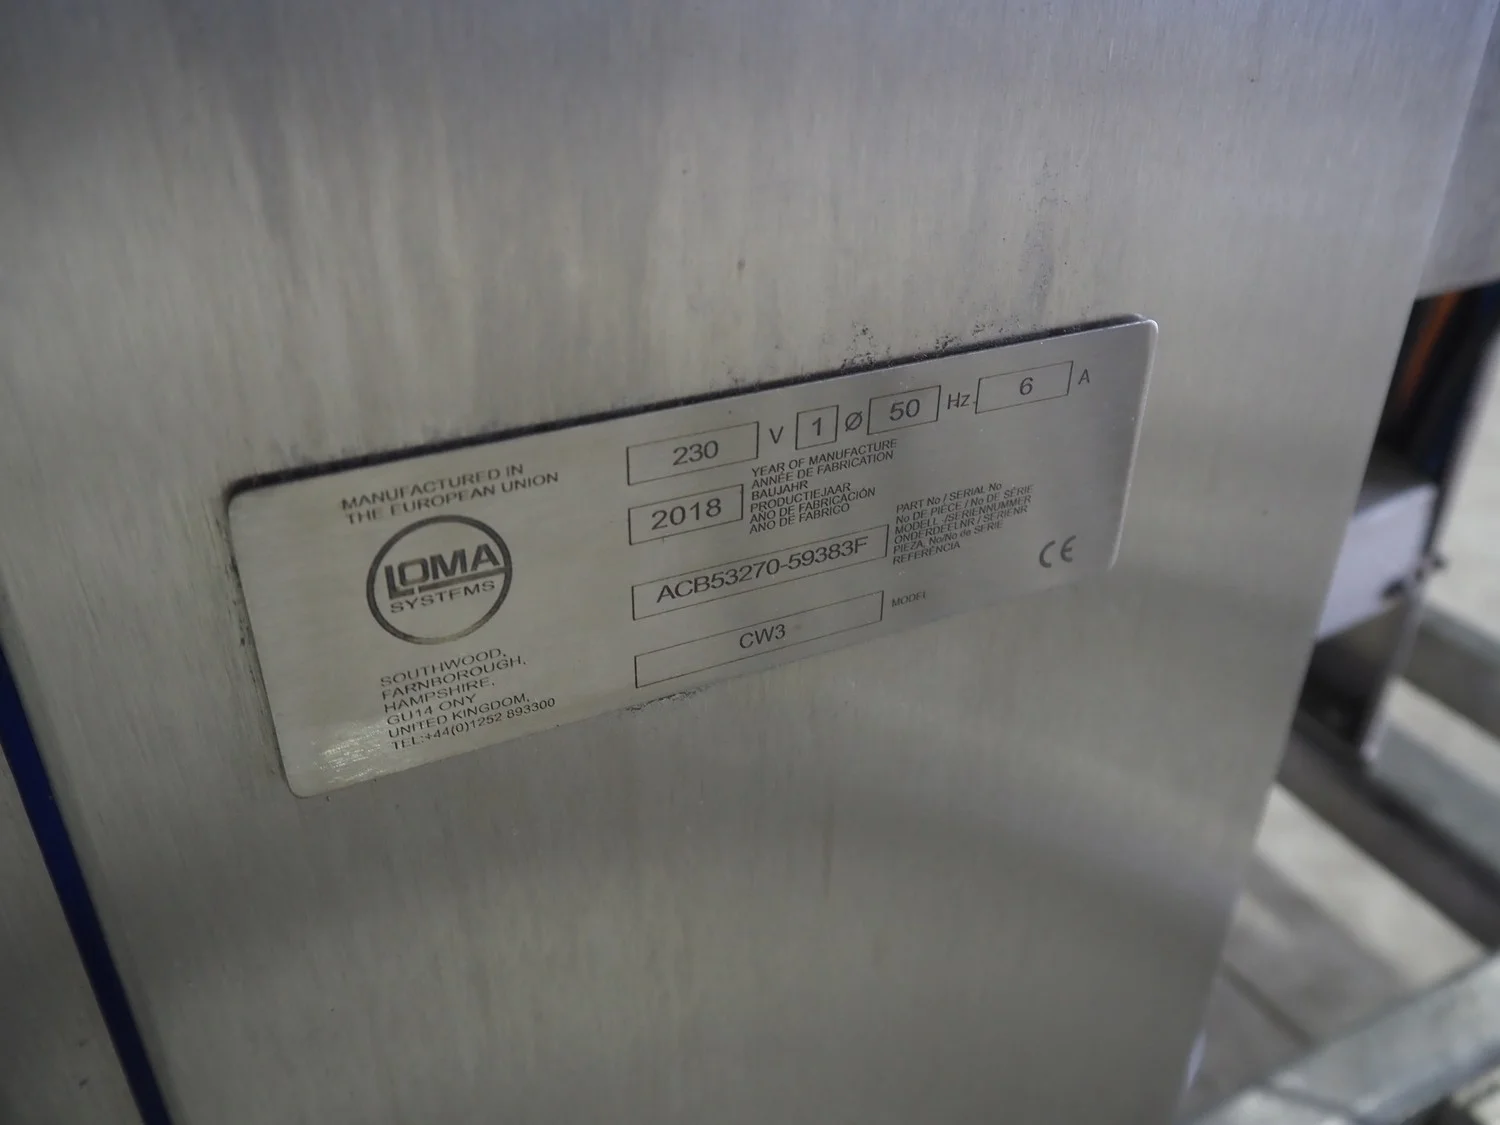 MANUFACTURED IN
THE EUROPEAN UNION
LOMA
SYSTEMS
SOUTHWOOD,
FARNBOROUGH,
HAMPSHIRE.
GU14 ONY
UNITED KINGDOM,
TEL:+44(0)1252 893300
230 V 1 Ø 50 Hz. 6 A
2018
YEAR OF MANUFACTURE
ANNÉE DE FABRICATION
BAUJAHR
PRODUCTIEJAAR
AÑO DE FABRICACIÓN
ANO DE FABRICO
ACB53270-59383F
PART No / SERIAL No
No DE PIÈCE / No DE SÉRIE
MODELL-/SERIENNUMMER
ONDERDEELNR / SERIENR
PIEZA, No/No de SERIE
REFERÊNCIA
CW3 MODEL
CE